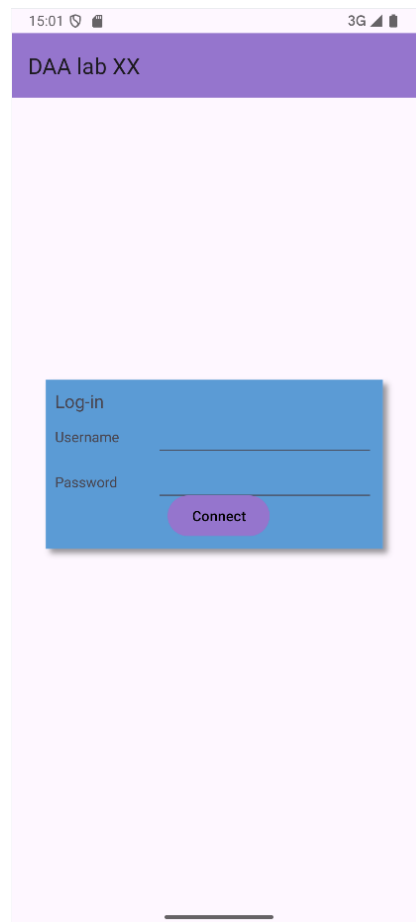 15:01 3G
DAA lab XX
Log-in
Username
Password
Connect